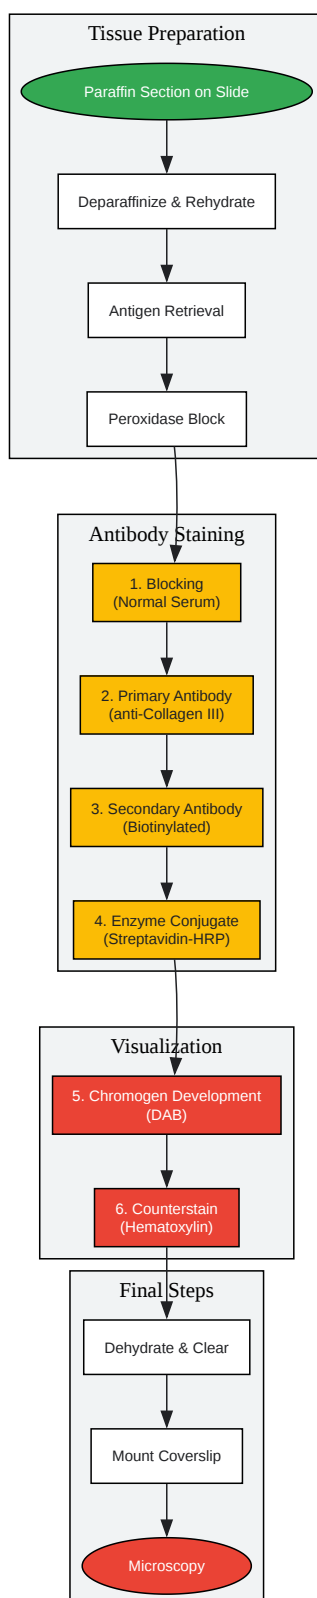 Tissue Preparation
Paraffin Section on Slide
Deparaffinize & Rehydrate
Antigen Retrieval
Peroxidase Block
Antibody Staining
1. Blocking
(Normal Serum)
2. Primary Antibody
(anti-Collagen III)
3. Secondary Antibody
(Biotinylated)
4. Enzyme Conjugate
(Streptavidin-HRP)
Visualization
5. Chromogen Development
(DAB)
6. Counterstain
(Hematoxylin)
Final Steps
Dehydrate & Clear
Mount Coverslip
Microscopy